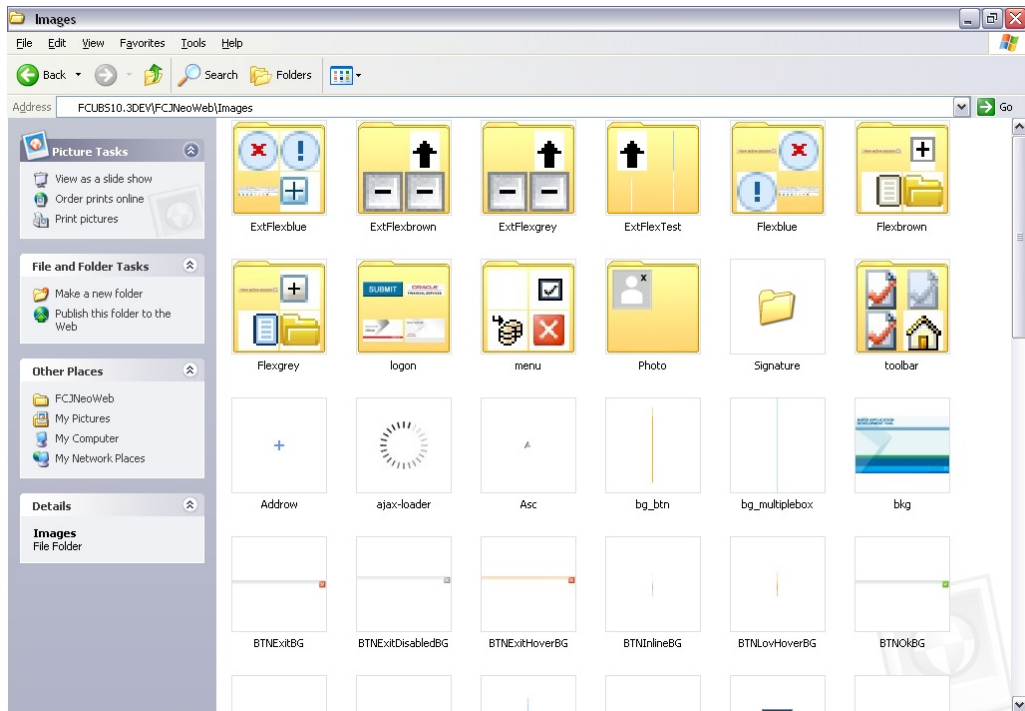 Images
File Edit View Favorites Tools Help
Back Search Folders
Address FCUBS10.3DEV\FCJNeoWeb\Images Go
Picture Tasks
View as a slide show
Order prints online
Print pictures
File and Folder Tasks
Make a new folder
Publish this folder to the
Web
Other Places
FCJNeoWeb
My Pictures
My Computer
My Network Places
Details
Images
File Folder
ExtFlexblue ExtFlexbrown ExtFlexgrey ExtFlexTest Flexblue Flexbrown
SUBMIT ORACLE
Flexgrey logon menu Photo Signature toolbar
Addrow ajax-loader Asc bg_btn bg_multiplebox bkg
BTNExitBG BTNExitDisabledBG BTNExitHoverBG BTNInlineBG BTNLovHoverBG BTNOkBG